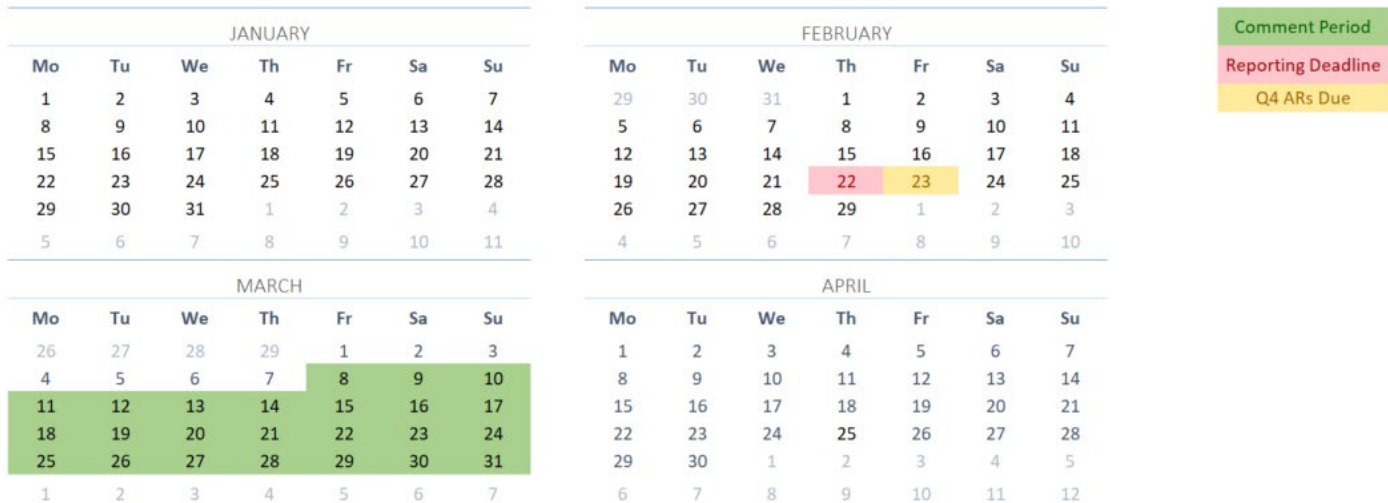 JANUARY
Mo Tu We Th Fr Sa Su
1 2 3 4 5 6 7
8 9 10 11 12 13 14
15 16 17 18 19 20 21
22 23 24 25 26 27 28
29 30 31 1 2 3 4
5 6 7 8 9 10 11
FEBRUARY
Mo Tu We Th Fr Sa Su
29 30 31 1 2 3 4
5 6 7 8 9 10 11
12 13 14 15 16 17 18
19 20 21 22 23 24 25
26 27 28 29 1 2 3
4 5 6 7 8 9 10
Comment Period
Reporting Deadline
Q4 ARs Due
MARCH
Mo Tu We Th Fr Sa Su
26 27 28 29 1 2 3
4 5 6 7 8 9 10
11 12 13 14 15 16 17
18 19 20 21 22 23 24
25 26 27 28 29 30 31
1 2 3 4 5 6 7
APRIL
Mo Tu We Th Fr Sa Su
1 2 3 4 5 6 7
8 9 10 11 12 13 14
15 16 17 18 19 20 21
22 23 24 25 26 27 28
29 30 1 2 3 4 5
6 7 8 9 10 11 12